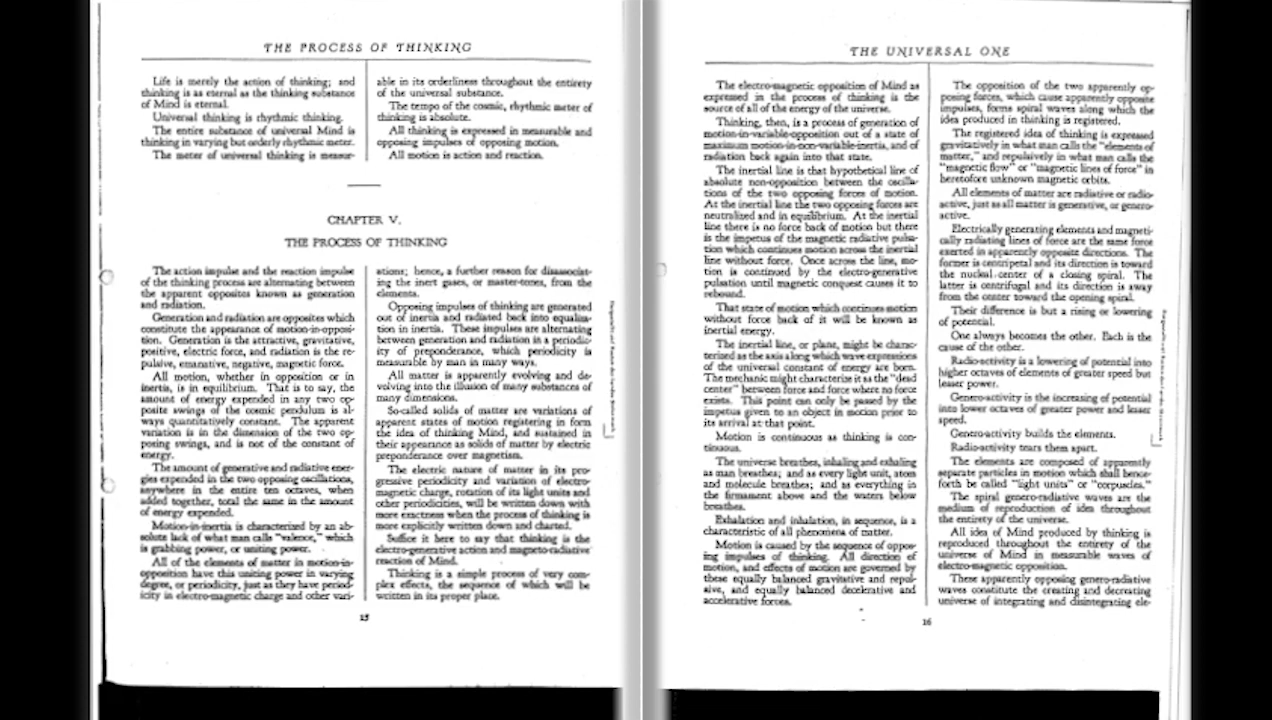 THE PROCESS OF THINKING
Life is merely the action of thinking; and
thinking is as eternal as the thinking substance
of Mind is eternal.
Universal thinking is rhythmic thinking.
The entire substance of universal Mind is
thinking in varying but orderly rhythmic meter.
The meter of universal thinking is measur-
able in its orderliness throughout the entirety
of the universal substance.
The tempo of the cosmic, rhythmic meter of
thinking is absolute.
All thinking is expressed in measurable and
opposing impulses of opposing motion.
All motion is action and reaction.
CHAPTER V.
THE PROCESS OF THINKING
The action impulse and the reaction impulse
of the thinking process are alternating between
the apparent opposites known as generation
and radiation.
Generation and radiation are opposites which
constitute the appearance of motion-in-opposi-
tion. Generation is the attractive, gravitative,
positive, electric force, and radiation is the re-
pulsive, emanative, negative, magnetic force.
All motion, whether in opposition or in
inertia, is in equilibrium. That is to say, the
amount of energy expended in any two op-
posite swings of the cosmic pendulum is al-
ways quantitatively constant. The apparent
variation is in the dimension of the two op-
posing swings, and is not of the constant of
energy.
The amount of generative and radiative ener-
gies expended in the two opposing oscillations,
anywhere in the entire ten octaves, when
added together, total the same in the amount
of energy expended.
Motion-in-inertia is characterized by an ab-
solute lack of what man calls "valence," which
is grabbing power, or uniting power.
All of the elements of matter in motion-in-
opposition have this uniting power in varying
degree, or periodicity, just as they have period-
icity in electro-magnetic charge and other vari-
ations; hence, a further reason for disassociat-
ing the inert gases, or master-tones, from the
elements.
Opposing impulses of thinking are generated
out of inertia and radiated back into equaliza-
tion in inertia. These impulses are alternating
between generation and radiation in a periodic-
ity of preponderance, which periodicity is
measurable by man in many ways.
All matter is apparently evolving and de-
volving into the illusion of many substances of
many dimensions.
So-called solids of matter are variations of
apparent states of motion registering in form
the idea of thinking Mind, and sustained in
their appearance as solids of matter by electric
preponderance over magnetism.
The electric nature of matter in its pro-
gressive periodicity and variation of electro-
magnetic charge, rotation of its light units and
other periodicities, will be written down with
more exactness when the process of thinking is
more explicitly written down and charted.
Suffice it here to say that thinking is the
electro-generative action and magneto-radiative
reaction of Mind.
Thinking is a simple process of very com-
plex effects, the sequence of which will be
written in its proper place.
15
THE UNIVERSAL ONE
The electro-magnetic opposition of Mind as
expressed in the process of thinking is the
source of all of the energy of the universe.
Thinking, then, is a process of generation of
motion-in-variable-opposition out of a state of
maximum motion-in-non-variable-inertia, and of
radiation back again into that state.
The inertial line is that hypothetical line of
absolute non-opposition between the oscilla-
tions of the two opposing forces of motion.
At the inertial line the two opposing forces are
neutralized and in equilibrium. At the inertial
line there is no force back of motion but there
is the impetus of the magnetic radiative pulsa-
tion which continues motion across the inertial
line without force. Once across the line, mo-
tion is continued by the electro-generative
pulsation until magnetic conquest causes it to
rebound.
That state of motion which continues motion
without force back of it will be known as
inertial energy.
The inertial line, or plane, might be charac-
terized as the axis along which wave expressions
of the universal constant of energy are born.
The mechanic might characterize it as the "dead
center" between force and force where no force
exists. This point can only be passed by the
impetus given to an object in motion prior to
its arrival at that point.
Motion is continuous as thinking is con-
tinuous.
The universe breathes, inhaling and exhaling
as man breathes; and as every light unit, atom
and molecule breathes; and as everything in
the firmament above and the waters below
breathes.
Exhalation and inhalation, in sequence, is a
characteristic of all phenomena of matter.
Motion is caused by the sequence of oppos-
ing impulses of thinking. All direction of
motion, and effects of motion are governed by
these equally balanced gravitative and repul-
sive, and equally balanced decelerative and
accelerative forces.
The opposition of the two apparently op-
posing forces, which cause apparently opposite
impulses, forms spiral waves along which the
idea produced in thinking is registered.
The registered idea of thinking is expressed
gravitatively in what man calls the "elements of
matter," and repulsively in what man calls the
"magnetic flow" or "magnetic lines of force" in
heretofore unknown magnetic orbits.
All elements of matter are radiative or radio-
active, just as all matter is generative, or genero-
active.
Electrically generating elements and magneti-
cally radiating lines of force are the same force
exerted in apparently opposite directions. The
former is centripetal and its direction is toward
the nucleal center of a closing spiral. The
latter is centrifugal and its direction is away
from the center toward the opening spiral.
Their difference is but a rising or lowering
of potential.
One always becomes the other. Each is the
cause of the other.
Radio-activity is a lowering of potential into
higher octaves of elements of greater speed but
lesser power.
Genero-activity is the increasing of potential
into lower octaves of greater power and lesser
speed.
Genero-activity builds the elements.
Radio-activity tears them apart.
The elements are composed of apparently
separate particles in motion which shall hence-
forth be called "light units" or "corpuscles."
The spiral genero-radiative waves are the
medium of reproduction of idea throughout
the entirety of the universe.
All idea of Mind produced by thinking is
reproduced throughout the entirety of the
universe of Mind in measurable waves of
electro-magnetic opposition.
These apparently opposing genero-radiative
waves constitute the creating and decreating
universe of integrating and disintegrating ele-
16